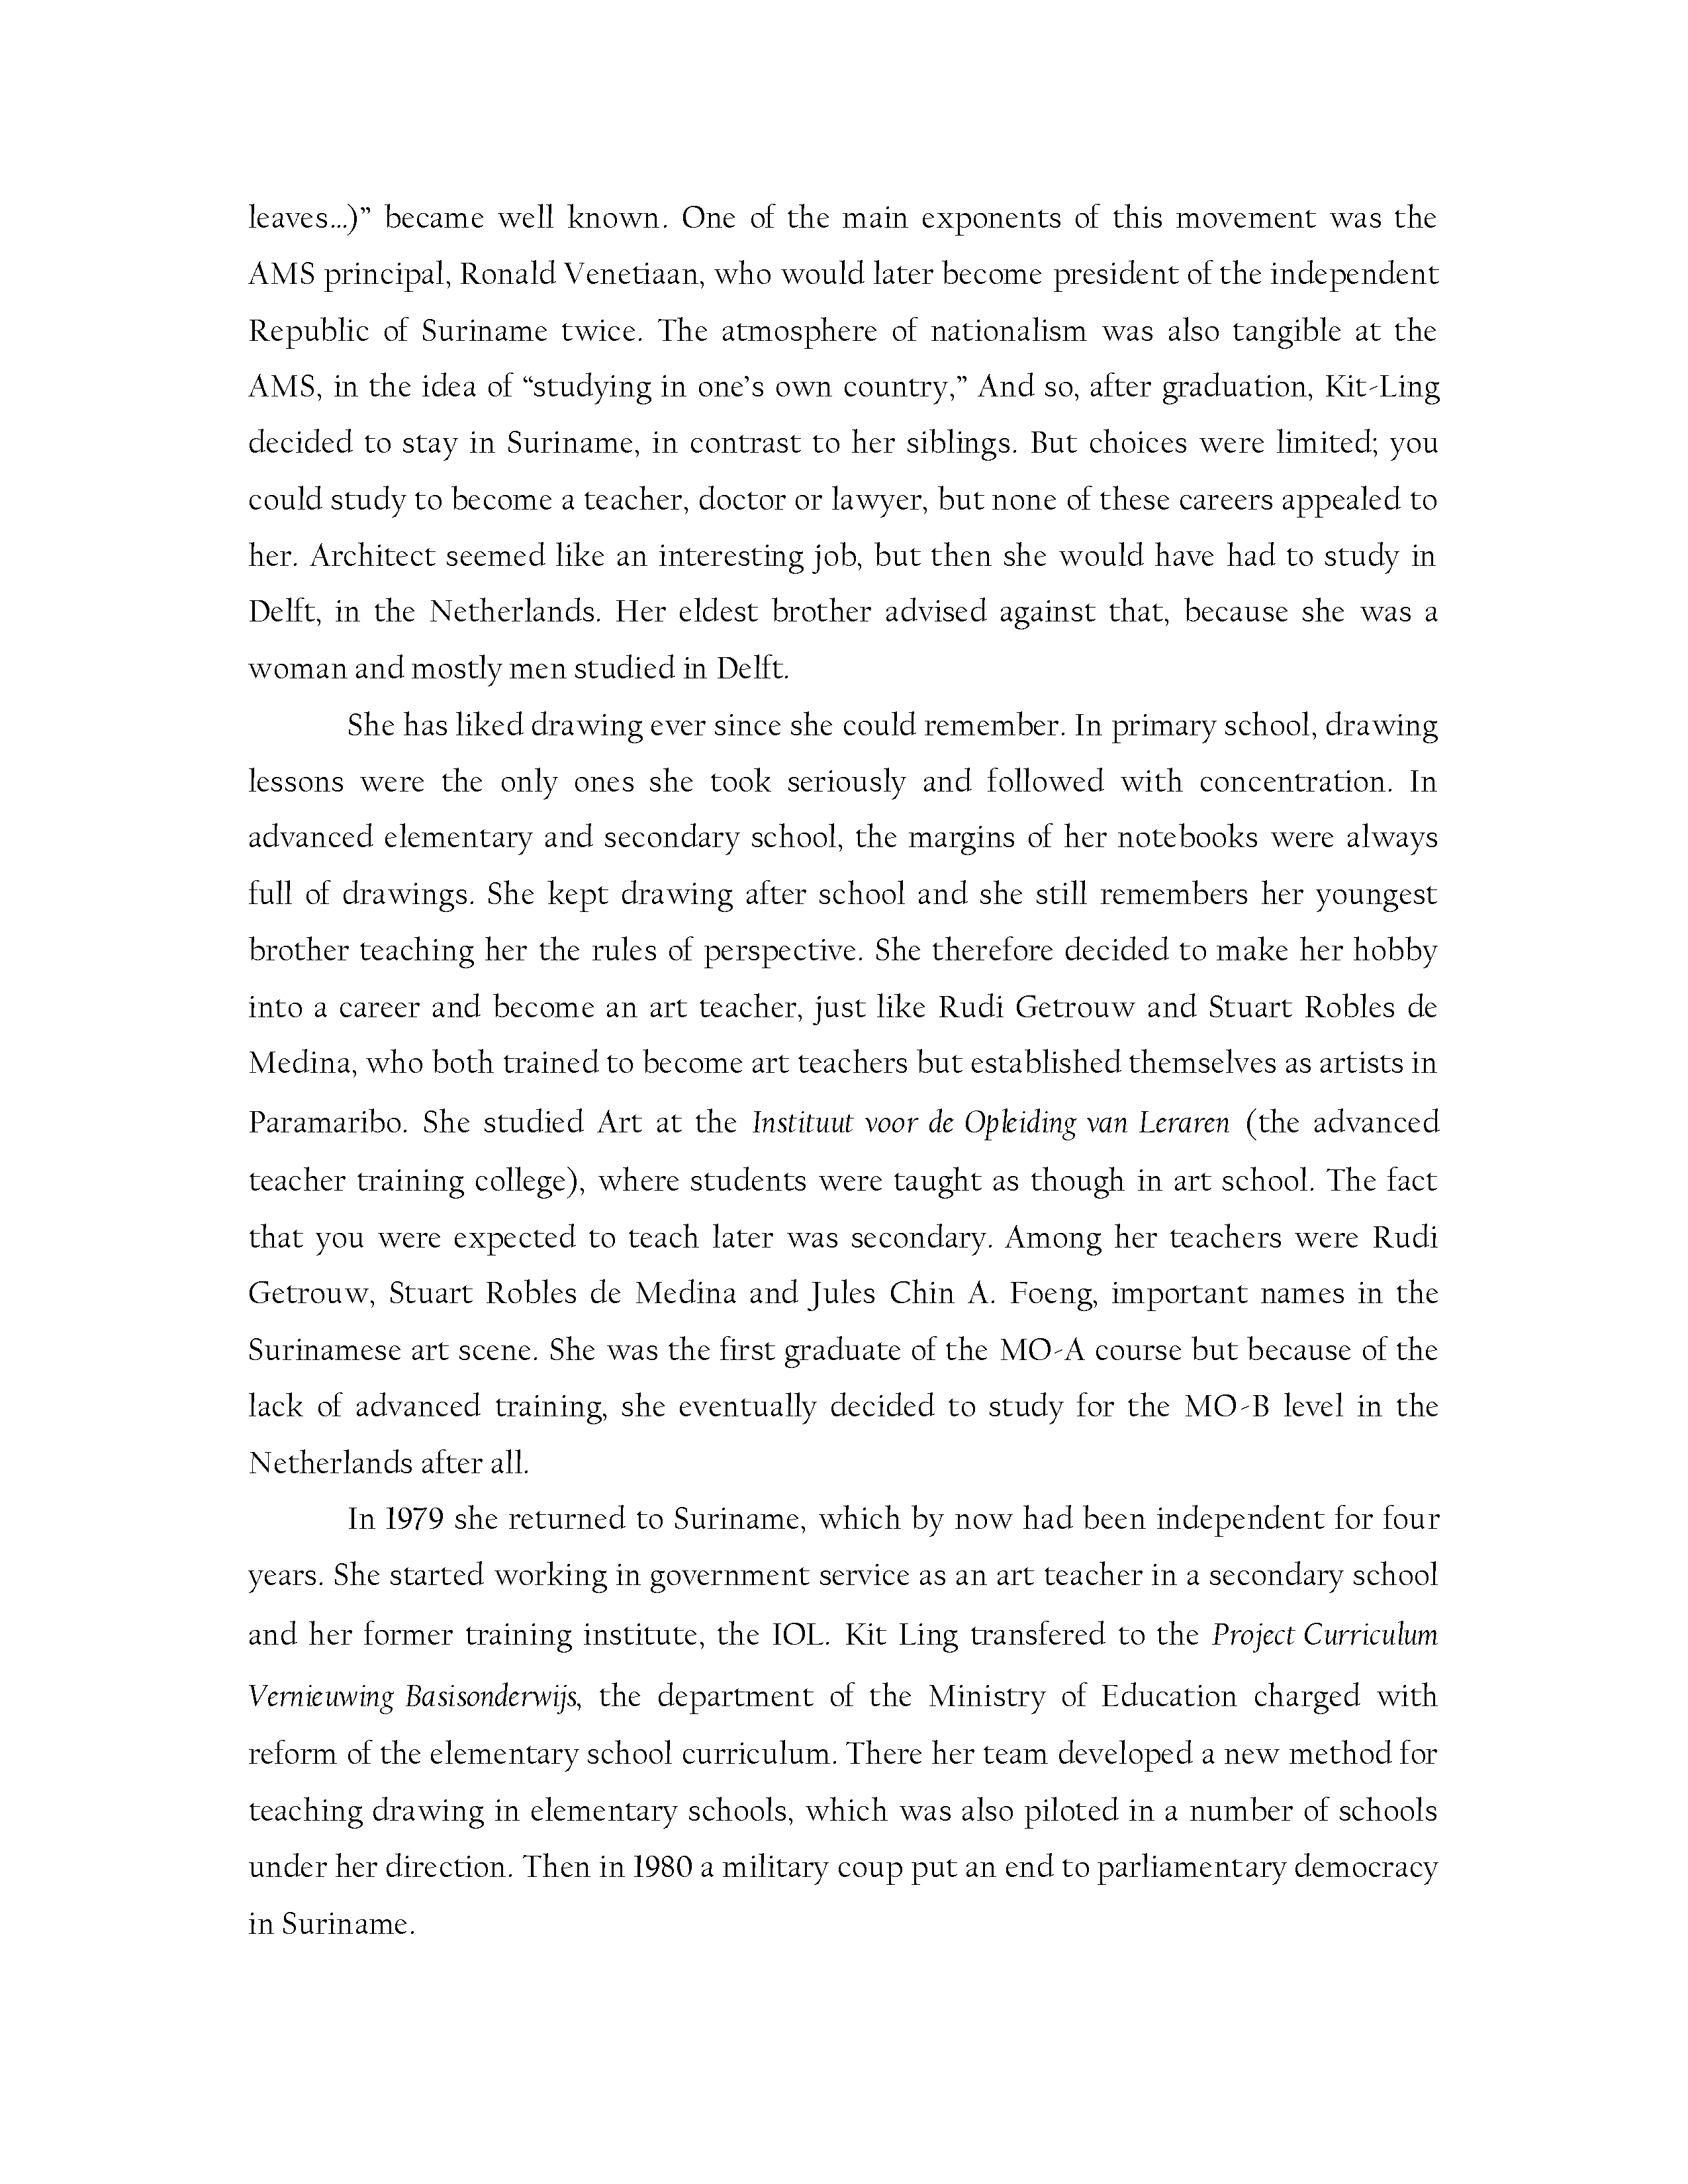 leaves...)” became well known. One of the main exponents of this movement was the
AMS principal, Ronald Venetiaan, who would later become president of the independent
Republic of Suriname twice. The atmosphere of nationalism was also tangible at the
AMS, in the idea of “studying in one’s own country,” And so, after graduation, Kit-Ling
decided to stay in Suriname, in contrast to her siblings. But choices were limited; you
could study to become a teacher, doctor or lawyer, but none of these careers appealed to
her. Architect seemed like an interesting job, but then she would have had to study in
Delft, in the Netherlands. Her eldest brother advised against that, because she was a
woman and mostly men studied in Delft.
She has liked drawing ever since she could remember. In primary school, drawing
lessons were the only ones she took seriously and followed with concentration. In
advanced elementary and secondary school, the margins of her notebooks were always
full of drawings. She kept drawing after school and she still remembers her youngest
brother teaching her the rules of perspective. She therefore decided to make her hobby
into a career and become an art teacher, just like Rudi Getrouw and Stuart Robles de
Medina, who both trained to become art teachers but established themselves as artists in
Paramaribo. She studied Art at the Instituut voor de Opleiding van Leraren (the advanced
teacher training college), where students were taught as though in art school. The fact
that you were expected to teach later was secondary. Among her teachers were Rudi
Getrouw, Stuart Robles de Medina and Jules Chin A. Foeng, important names in the
Surinamese art scene. She was the first graduate of the MO-A course but because of the
lack of advanced training, she eventually decided to study for the MO-B level in the
Netherlands after all.
In 1979 she returned to Suriname, which by now had been independent for four
years. She started working in government service as an art teacher in a secondary school
and her former training institute, the IOL. Kit Ling transfered to the Project Curriculum
Vernieuwing Basisonderwijs, the department of the Ministry of Education charged with
reform of the elementary school curriculum. There her team developed a new method for
teaching drawing in elementary schools, which was also piloted in a number of schools
under her direction. Then in 1980 a military coup put an end to parliamentary democracy
in Suriname.